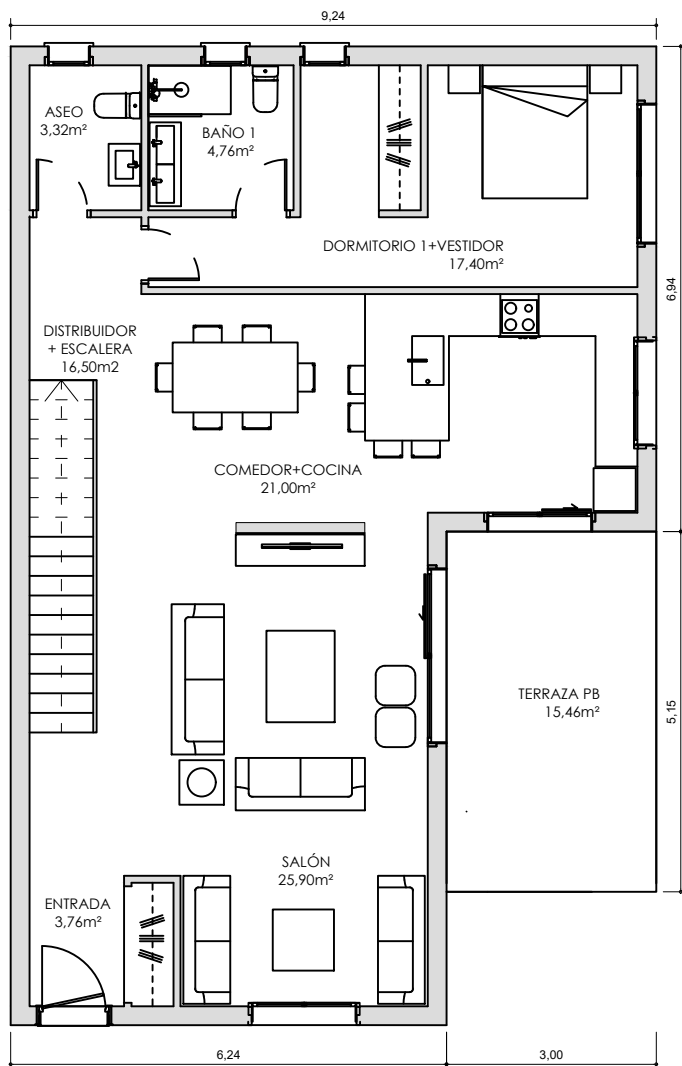 9,24
ASEO
3,32m²
BAÑO 1
4,76m²
DORMITORIO 1+VESTIDOR
17,40m²
6,94
DISTRIBUIDOR
+ ESCALERA
16,50m2
COMEDOR+COCINA
21,00m²
TERRAZA PB
15,46m²
5,15
SALÓN
25,90m²
ENTRADA
3,76m²
6,24
3,00